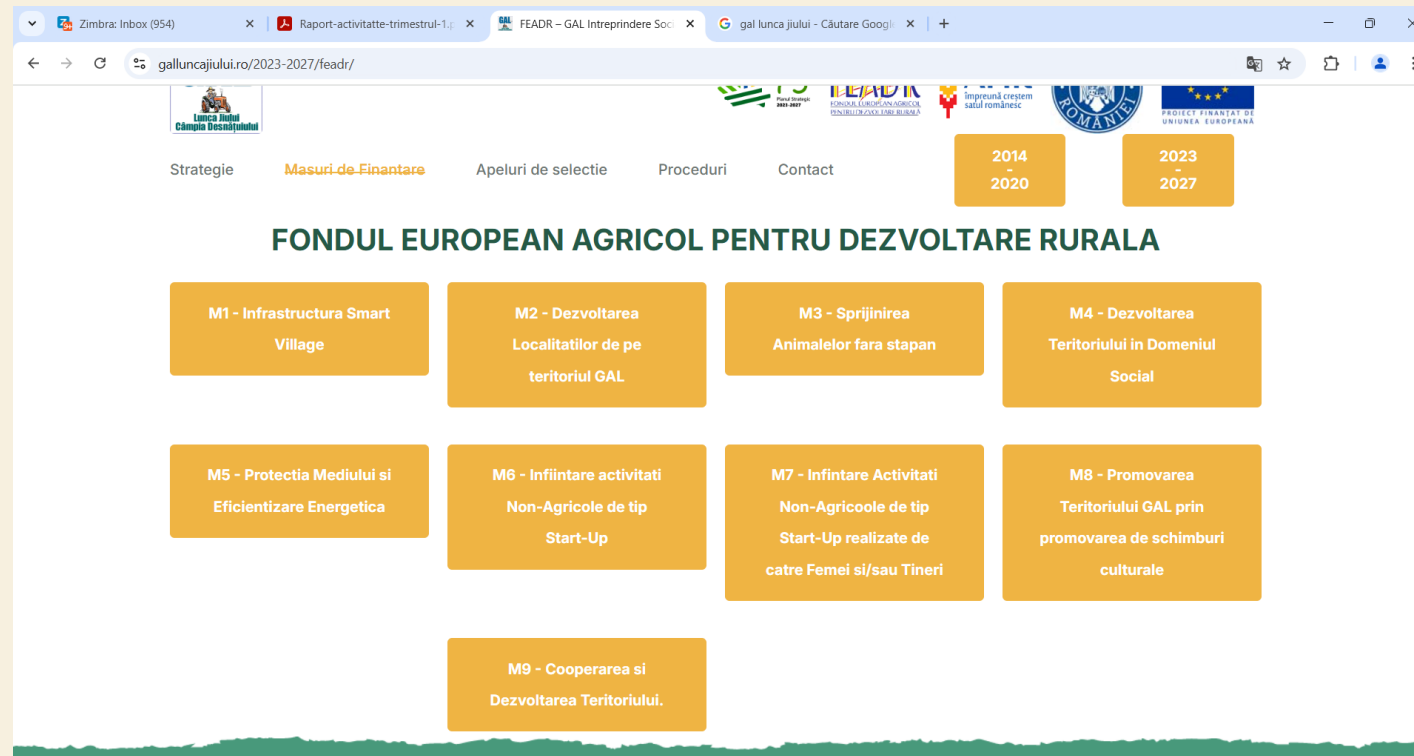 Zimbra: Inbox (954)
Raport-activitatte-trimestrul-1.p
FEADR – GAL Intreprindere Soci
gal lunca jiului - Căutare Googl
galluncajiului.ro/2023-2027/feadr/
Lunca Jiului
Câmpia Desnățuiului
Planul Strategic
2023-2027
FONDUL EUROPEAN AGRICOL
PENTRU DEZVOLTARE RURALĂ
împreună creștem
satul românesc
ROMÂNIEI
PROIECT FINANȚAT DE
UNIUNEA EUROPEANĂ
Strategie
Masuri de Finantare
Apeluri de selectie
Proceduri
Contact
2014
-
2020
2023
-
2027
FONDUL EUROPEAN AGRICOL PENTRU DEZVOLTARE RURALA
M1 - Infrastructura Smart
Village
M2 - Dezvoltarea
Localitatilor de pe
teritoriul GAL
M3 - Sprijinirea
Animalelor fara stapan
M4 - Dezvoltarea
Teritoriului in Domeniul
Social
M5 - Protectia Mediului si
Eficientizare Energetica
M6 - Infiintare activitati
Non-Agricole de tip
Start-Up
M7 - Infintare Activitati
Non-Agricoole de tip
Start-Up realizate de
catre Femei si/sau Tineri
M8 - Promovarea
Teritoriului GAL prin
promovarea de schimburi
culturale
M9 - Cooperarea si
Dezvoltarea Teritoriului.